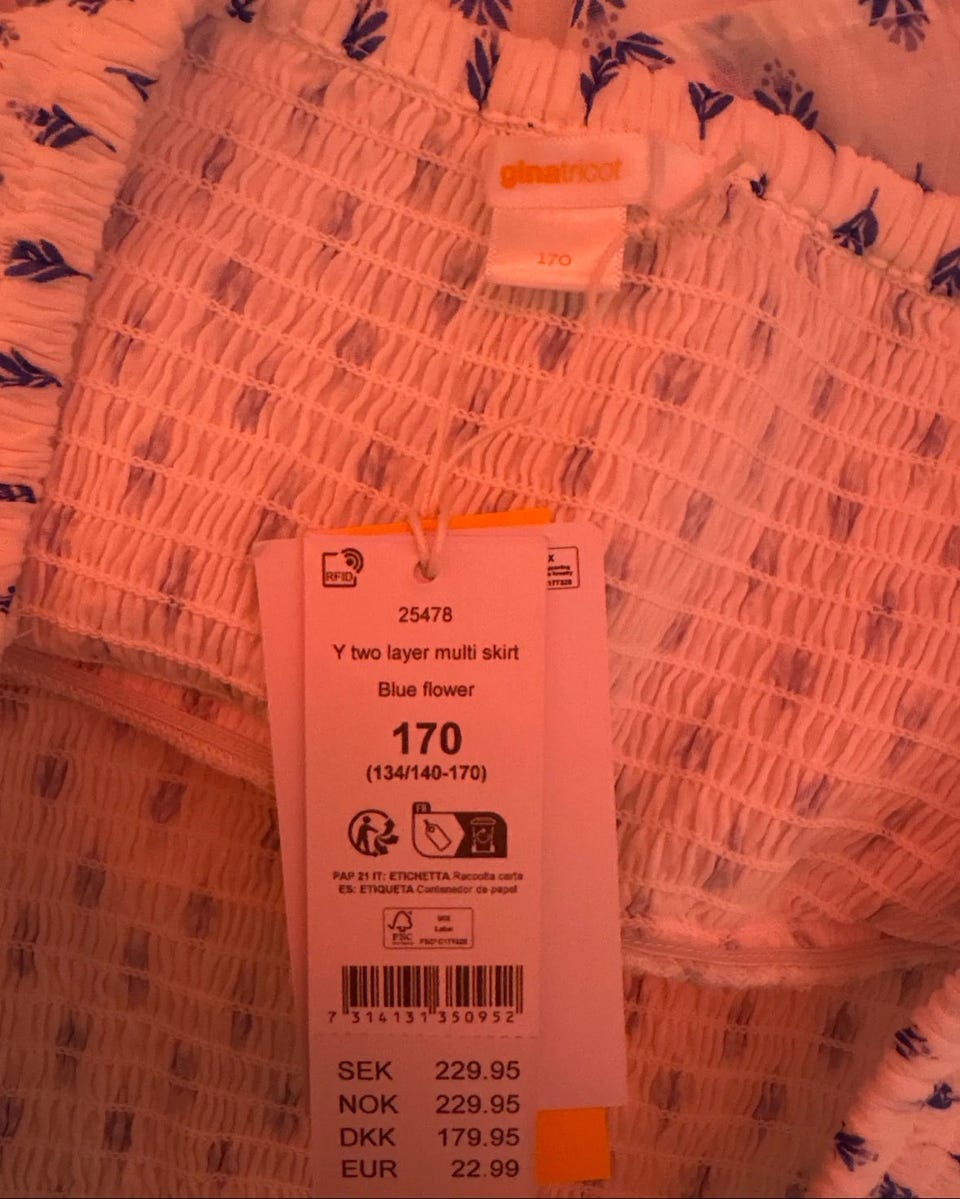 ginatricot
170
RFID
25478
Y two layer multi skirt
Blue flower
170
(134/140-170)
FR
PAP 21 IT: ETICHETTA Raccolta carta
ES: ETIQUETA Contenedor de papel
FSC
MIX
Label
7 314131 350952
SEK 229.95
NOK 229.95
DKK 179.95
EUR 22.99